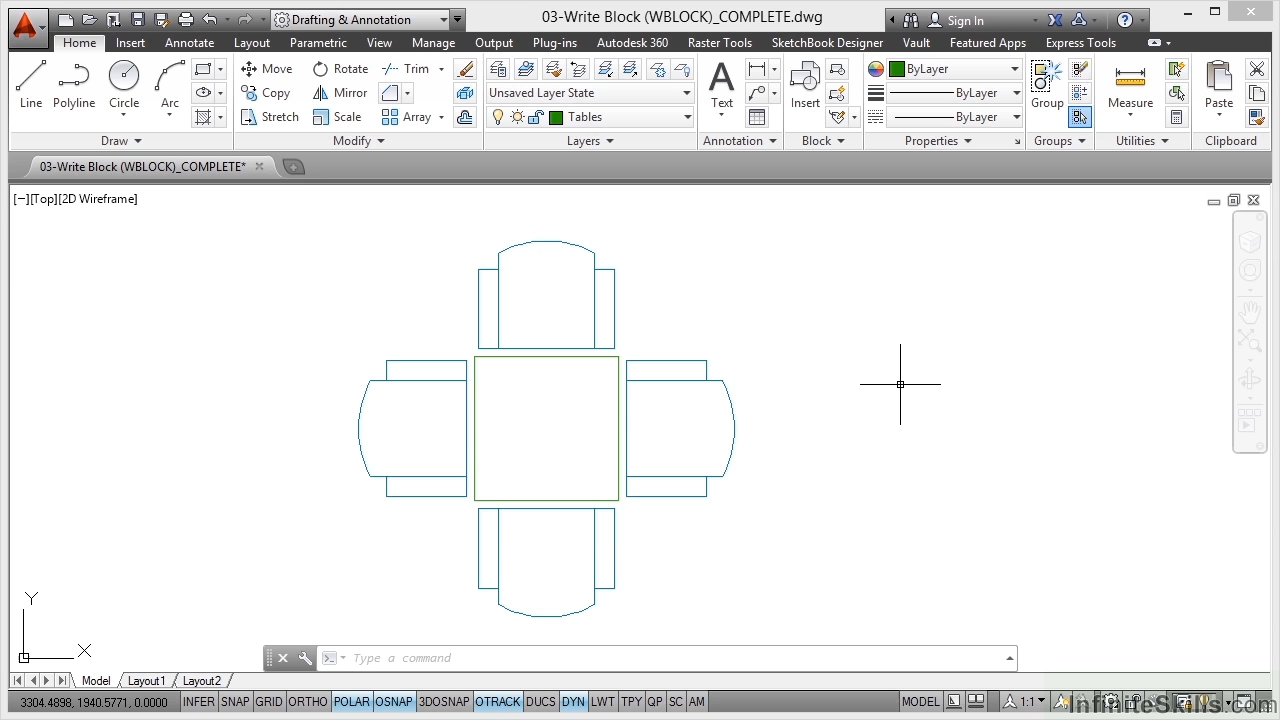 Drafting & Annotation
03-Write Block (WBLOCK)_COMPLETE.dwg
Sign In
Home Insert Annotate Layout Parametric View Manage Output Plug-ins Autodesk 360 Raster Tools SketchBook Designer Vault Featured Apps Express Tools
Line
Polyline
Circle
Arc
Draw
Move Rotate Trim
Copy Mirror
Stretch Scale Array
Modify
Unsaved Layer State
Tables
Layers
Text
Annotation
Insert
Block
ByLayer
ByLayer
ByLayer
Properties
Group
Groups
Measure
Utilities
Paste
Clipboard
03-Write Block (WBLOCK)_COMPLETE*
[−][Top][2D Wireframe]
Y
X
Type a command
Model Layout1 Layout2
3304.4898, 1940.5771, 0.0000 INFER SNAP GRID ORTHO POLAR OSNAP 3DOSNAP OTRACK DUCS DYN LWT TPY QP SC AM MODEL 1:1
InfiniteSkills.com